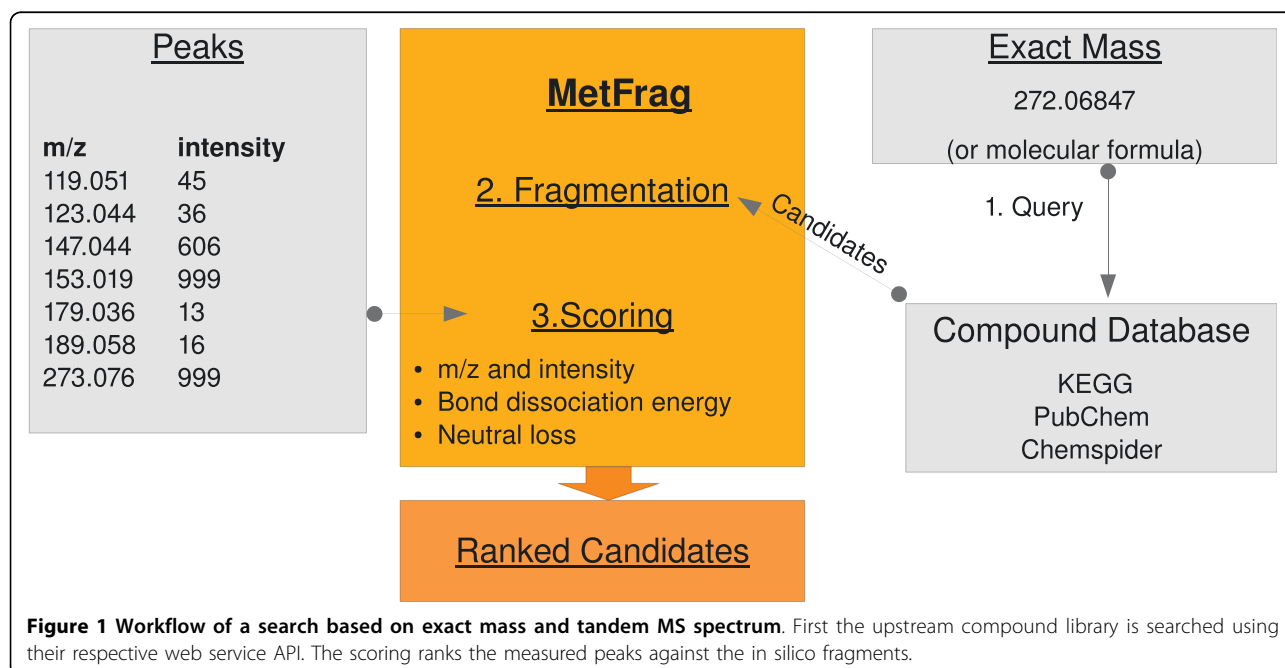 Peaks
m/z intensity
119.051 45
123.044 36
147.044 606
153.019 999
179.036 13
189.058 16
273.076 999
MetFrag
2. Fragmentation
3.Scoring
• m/z and intensity
• Bond dissociation energy
• Neutral loss
Ranked Candidates
Exact Mass
272.06847
(or molecular formula)
1. Query
Candidates
Compound Database
KEGG
PubChem
Chemspider
Figure 1 Workflow of a search based on exact mass and tandem MS spectrum. First the upstream compound library is searched using
their respective web service API. The scoring ranks the measured peaks against the in silico fragments.